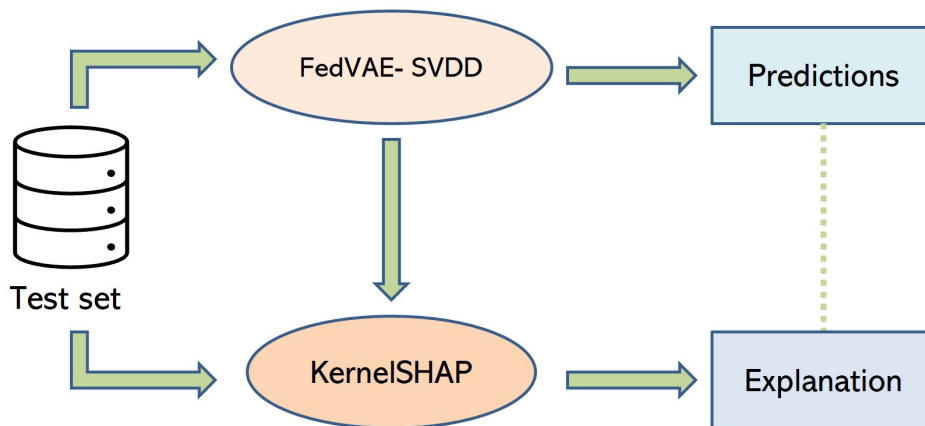 FedVAE- SVDD
Predictions
Test set
KernelSHAP
Explanation